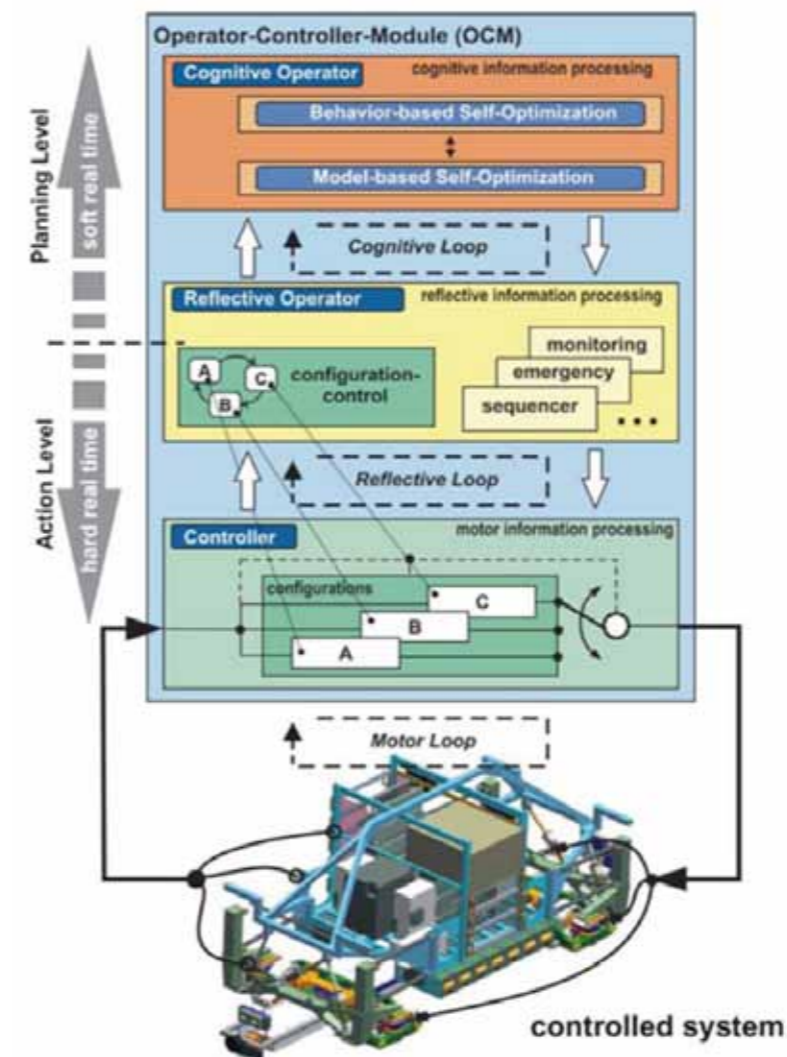 Operator-Controller-Module (OCM)
Cognitive Operator
cognitive information processing
Behavior-based Self-Optimization
Model-based Self-Optimization
Planning Level
soft real time
Cognitive Loop
Reflective Operator
reflective information processing
A
C
B
configuration-
control
monitoring
emergency
sequencer
...
Action Level
hard real time
Reflective Loop
Controller
motor information processing
configurations
C
B
A
Motor Loop
controlled system